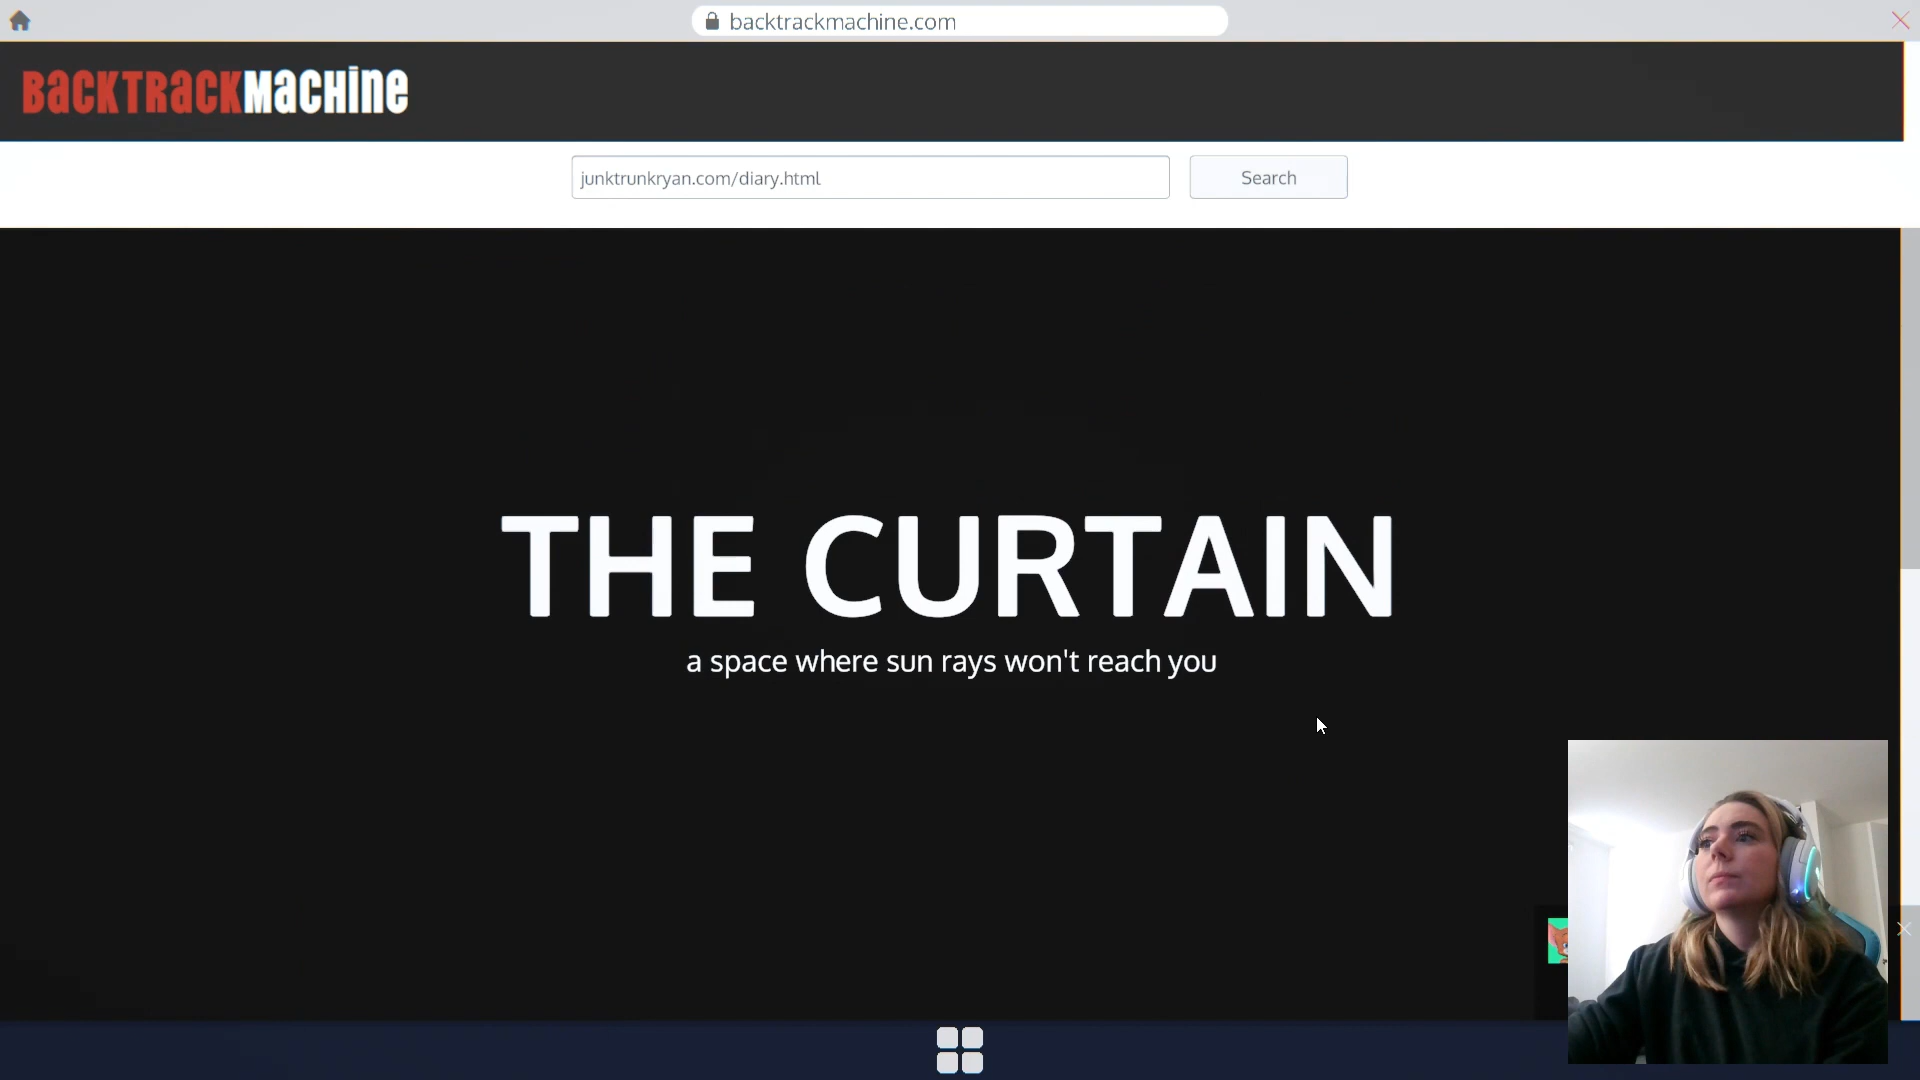 backtrackmachine.com
BACKTRACKMACHINE
junktrunkryan.com/diary.html
Search
THE CURTAIN
a space where sun rays won't reach you